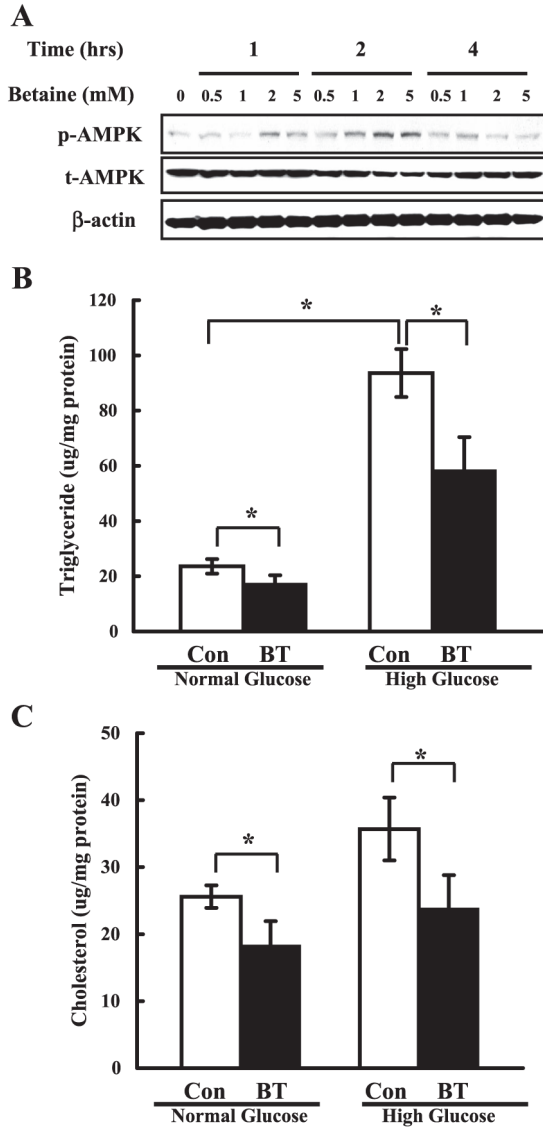 A
Time (hrs) 1 2 4
Betaine (mM) 0 0.5 1 2 5 0.5 1 2 5 0.5 1 2 5
p-AMPK
t-AMPK
β-actin
B
120
100
80
60
40
20
0
Triglyceride (ug/mg protein)
* *
*
Con BT Con BT
Normal Glucose High Glucose
C
50
40
30
20
10
0
Cholesterol (ug/mg protein)
*
*
Con BT Con BT
Normal Glucose High Glucose